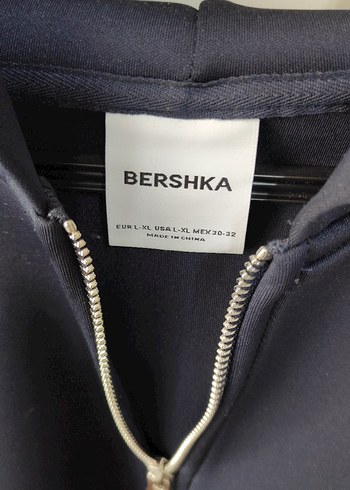 BERSHKA
EUR L-XL USA L-XL MEX 30-32
MADE IN CHINA